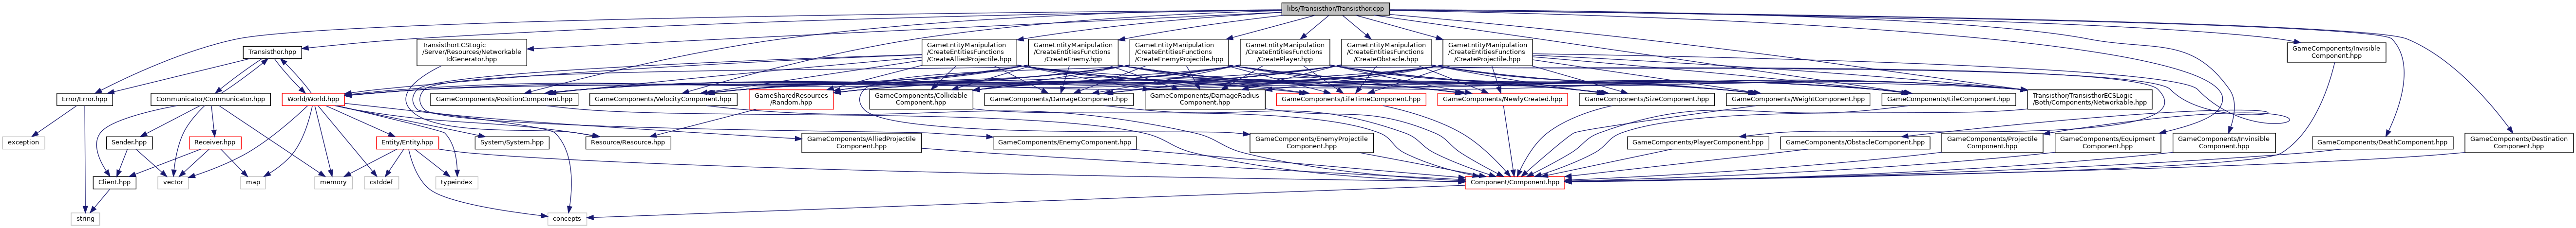 libs/Transisthor/Transisthor.cpp
Transisthor.hpp
TransisthorECSLogic
/Server/Resources/Networkable
IdGenerator.hpp
GameEntityManipulation
/CreateEntitiesFunctions
/CreateAlliedProjectile.hpp
GameEntityManipulation
/CreateEntitiesFunctions
/CreateEnemy.hpp
GameEntityManipulation
/CreateEntitiesFunctions
/CreateEnemyProjectile.hpp
GameEntityManipulation
/CreateEntitiesFunctions
/CreatePlayer.hpp
GameEntityManipulation
/CreateEntitiesFunctions
/CreateObstacle.hpp
GameEntityManipulation
/CreateEntitiesFunctions
/CreateProjectile.hpp
GameComponents/Invisible
Component.hpp
Error/Error.hpp
Communicator/Communicator.hpp
World/World.hpp
GameComponents/PositionComponent.hpp
GameComponents/VelocityComponent.hpp
GameSharedResources
/Random.hpp
GameComponents/Collidable
Component.hpp
GameComponents/DamageComponent.hpp
GameComponents/DamageRadius
Component.hpp
GameComponents/LifeTimeComponent.hpp
GameComponents/NewlyCreated.hpp
GameComponents/SizeComponent.hpp
GameComponents/WeightComponent.hpp
GameComponents/LifeComponent.hpp
Transisthor/TransisthorECSLogic
/Both/Components/Networkable.hpp
exception
Sender.hpp
Receiver.hpp
Entity/Entity.hpp
System/System.hpp
Resource/Resource.hpp
GameComponents/AlliedProjectile
Component.hpp
GameComponents/EnemyComponent.hpp
GameComponents/EnemyProjectile
Component.hpp
GameComponents/PlayerComponent.hpp
GameComponents/ObstacleComponent.hpp
GameComponents/Projectile
Component.hpp
GameComponents/Equipment
Component.hpp
GameComponents/Invisible
Component.hpp
GameComponents/DeathComponent.hpp
GameComponents/Destination
Component.hpp
Client.hpp
vector
map
memory
cstddef
typeindex
Component/Component.hpp
string
concepts